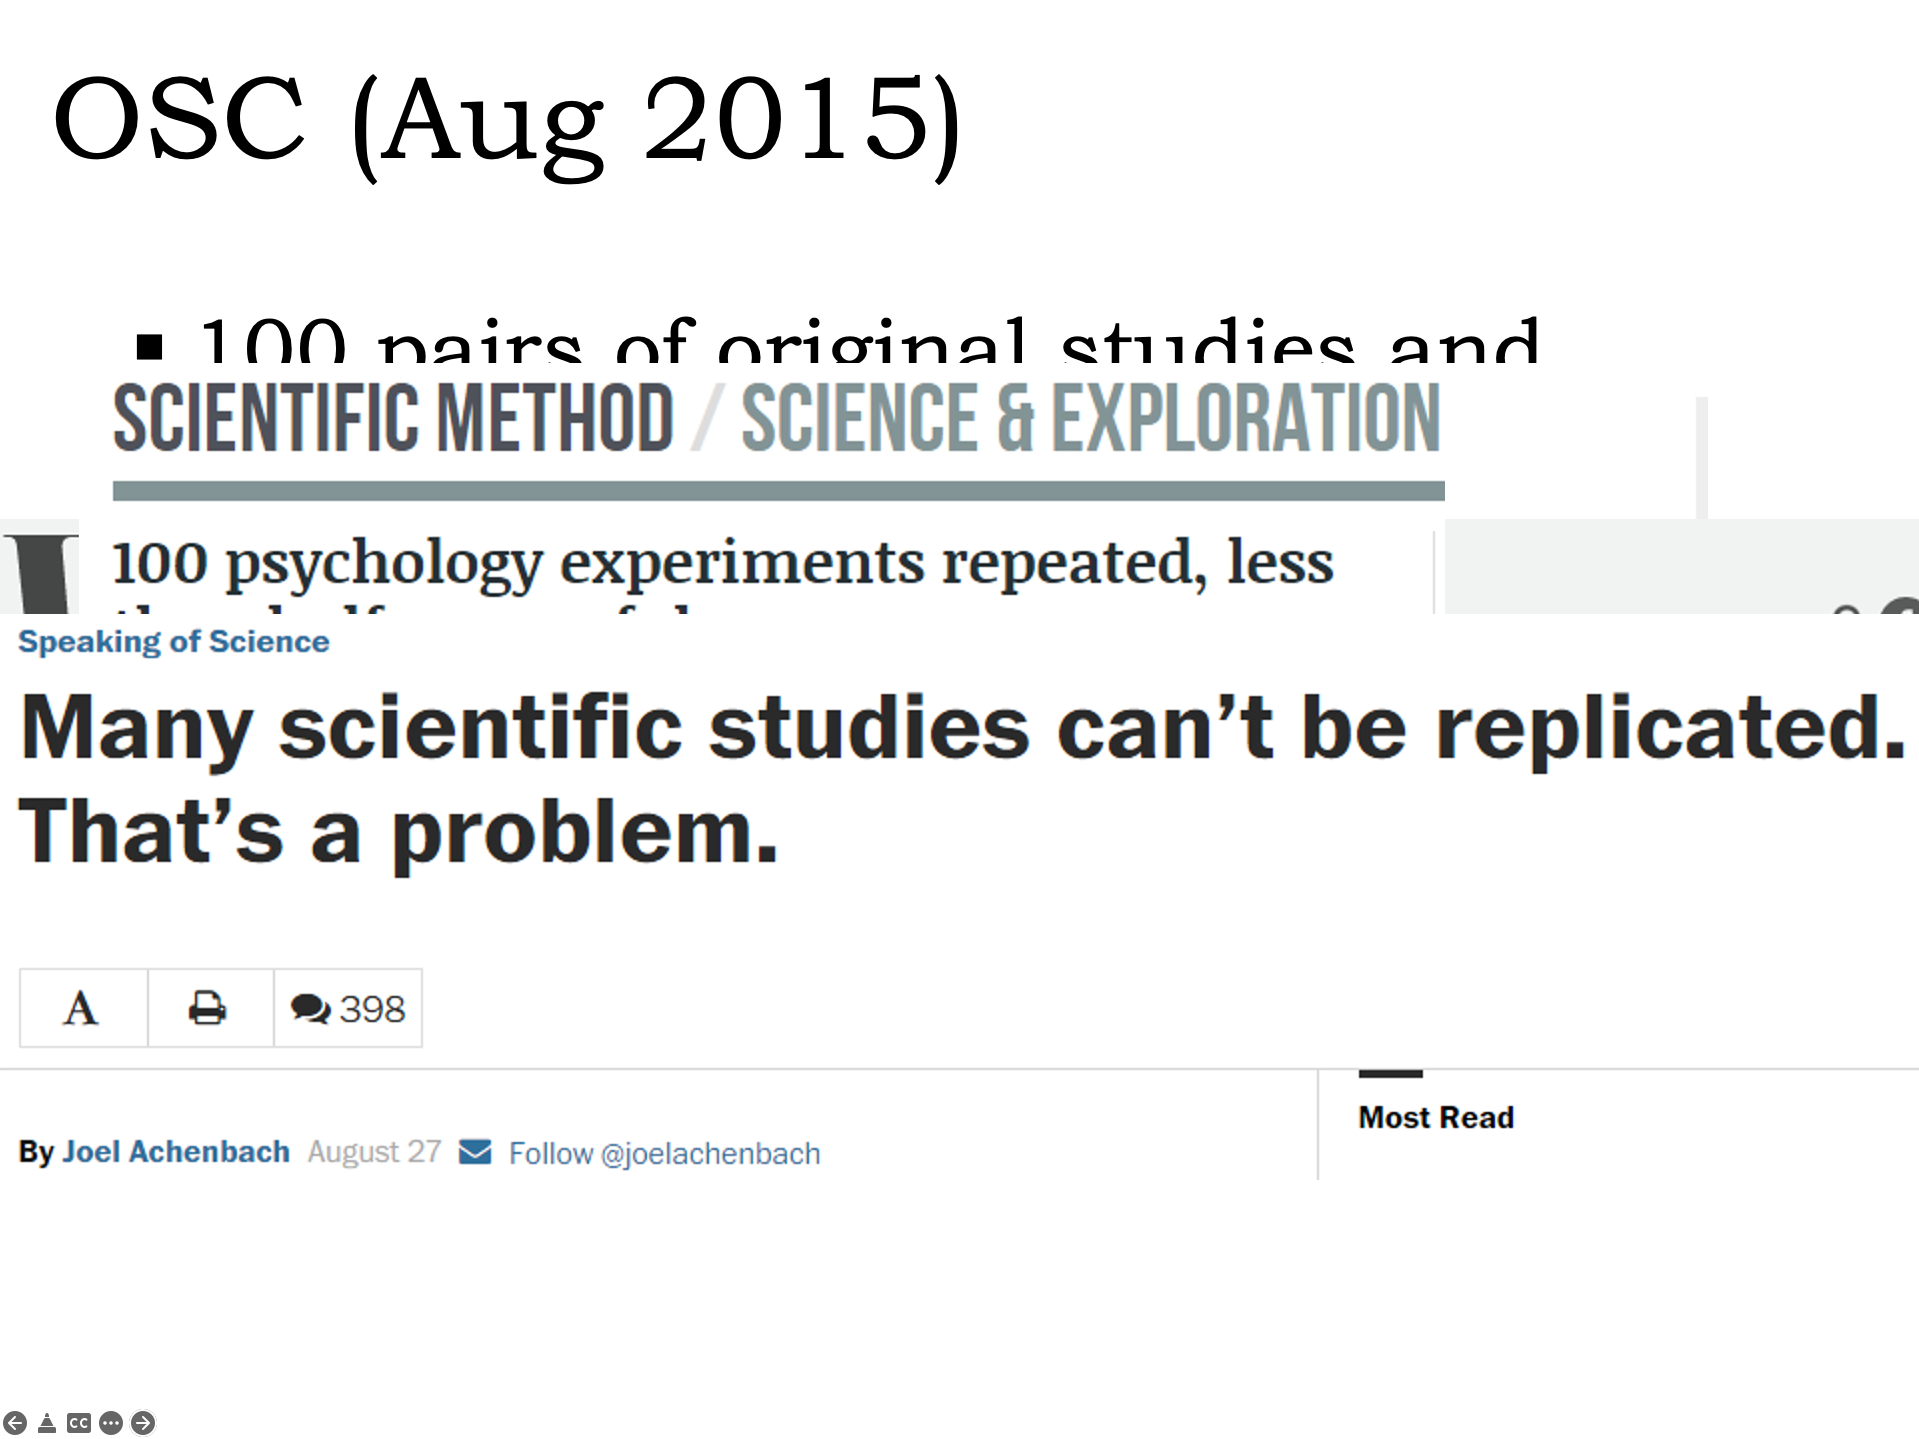 OSC (Aug 2015)
▪ 100 pairs of original studies and
SCIENTIFIC METHOD / SCIENCE & EXPLORATION
100 psychology experiments repeated, less
Speaking of Science
Many scientific studies can’t be replicated.
That’s a problem.
A 398
By Joel Achenbach August 27 Follow @joelachenbach
Most Read
CC